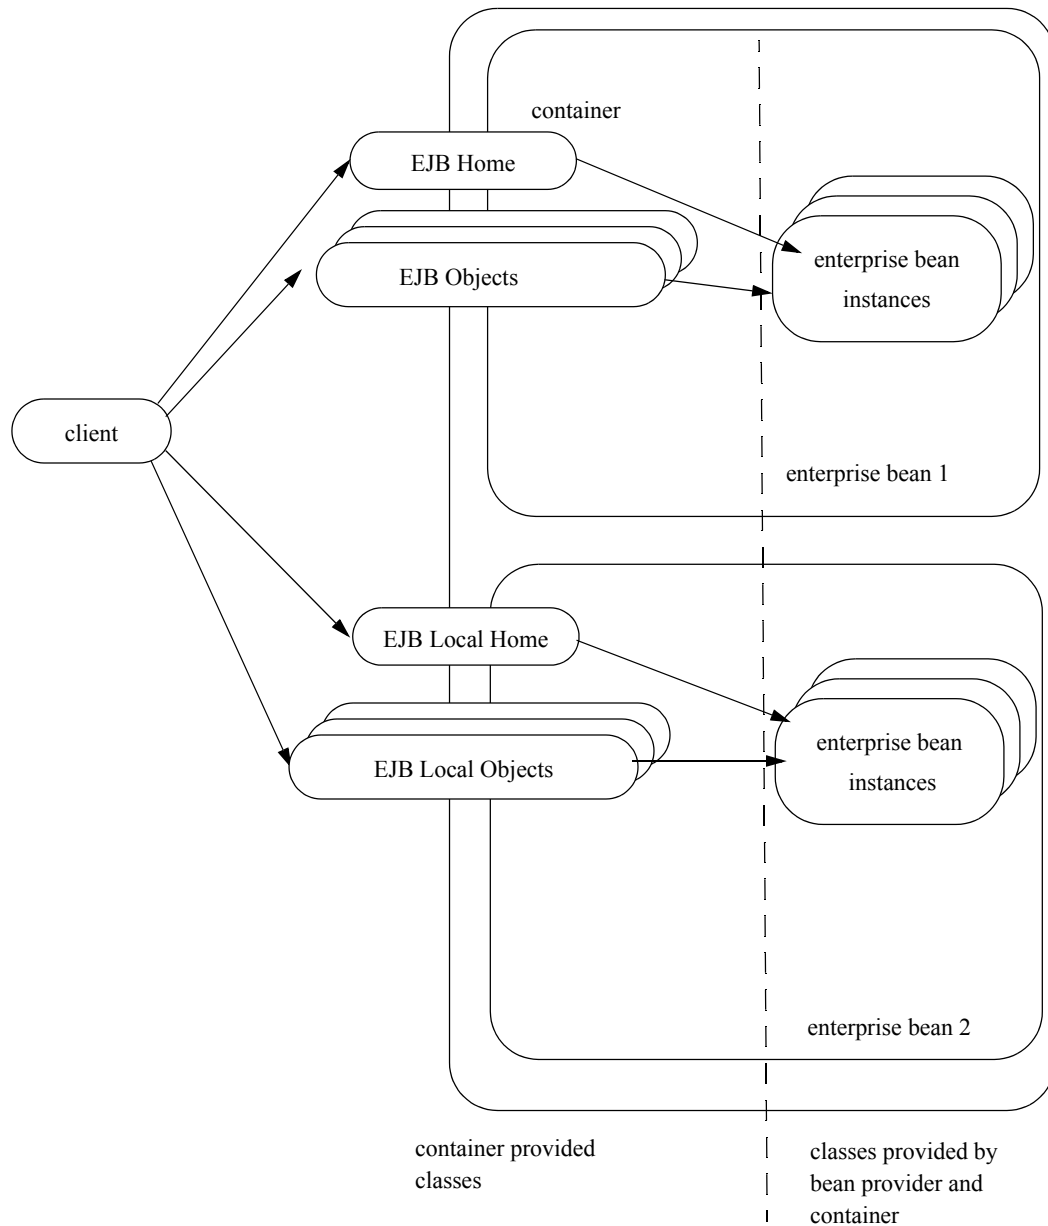 container
EJB Home
EJB Objects
enterprise bean
instances
client
enterprise bean 1
EJB Local Home
EJB Local Objects
enterprise bean
instances
enterprise bean 2
container provided
classes
classes provided by
bean provider and
container